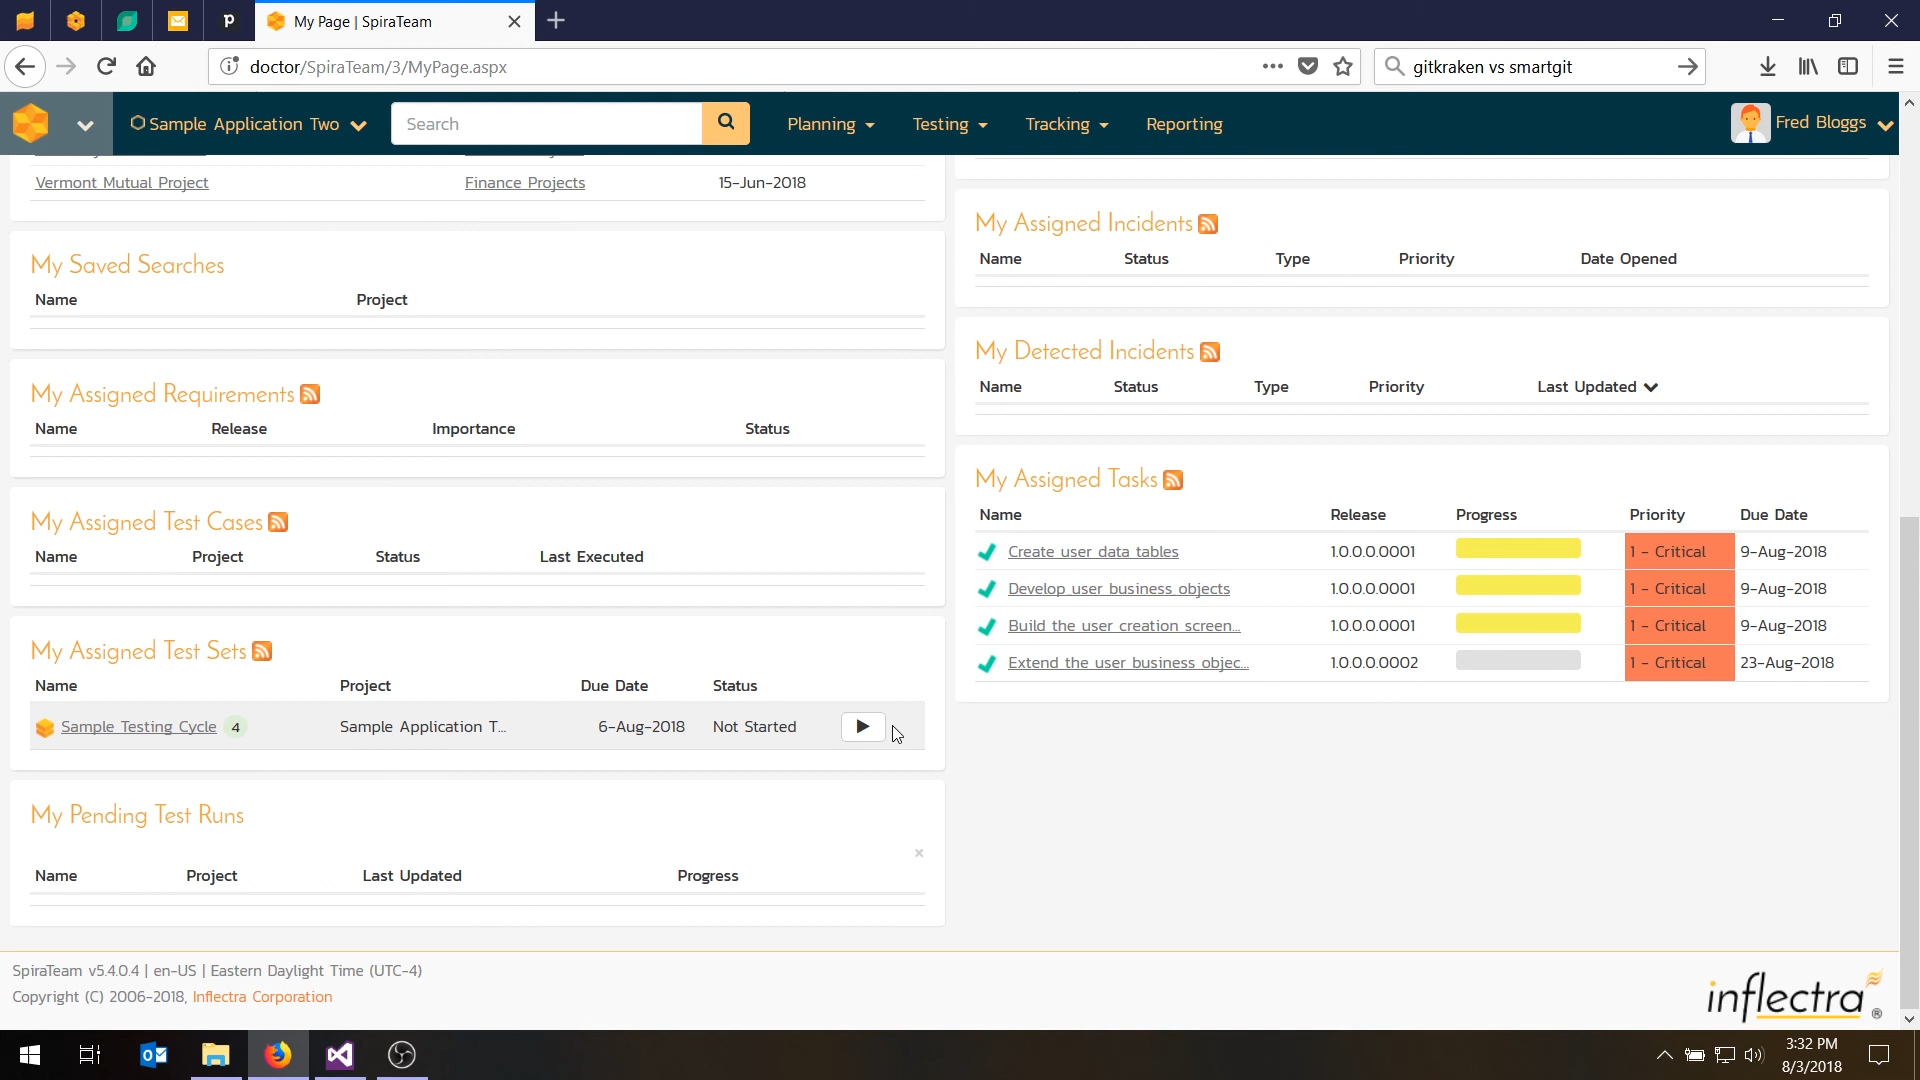 My Page | SpiraTeam
doctor/SpiraTeam/3/MyPage.aspx
gitkraken vs smartgit
Sample Application Two
Search
Planning
Testing
Tracking
Reporting
Fred Bloggs
Vermont Mutual Project Finance Projects 15-Jun-2018
My Saved Searches
Name Project
My Assigned Requirements
Name Release Importance Status
My Assigned Test Cases
Name Project Status Last Executed
My Assigned Test Sets
Name Project Due Date Status
Sample Testing Cycle 4 Sample Application T... 6-Aug-2018 Not Started
My Pending Test Runs
×
Name Project Last Updated Progress
My Assigned Incidents
Name Status Type Priority Date Opened
My Detected Incidents
Name Status Type Priority Last Updated
My Assigned Tasks
Name Release Progress Priority Due Date
Create user data tables 1.0.0.0.0001 1 - Critical 9-Aug-2018
Develop user business objects 1.0.0.0.0001 1 - Critical 9-Aug-2018
Build the user creation screen... 1.0.0.0.0001 1 - Critical 9-Aug-2018
Extend the user business objec... 1.0.0.0.0002 1 - Critical 23-Aug-2018
SpiraTeam v5.4.0.4 | en-US | Eastern Daylight Time (UTC-4)
Copyright (C) 2006-2018, Inflectra Corporation
inflectra®
3:32 PM
8/3/2018